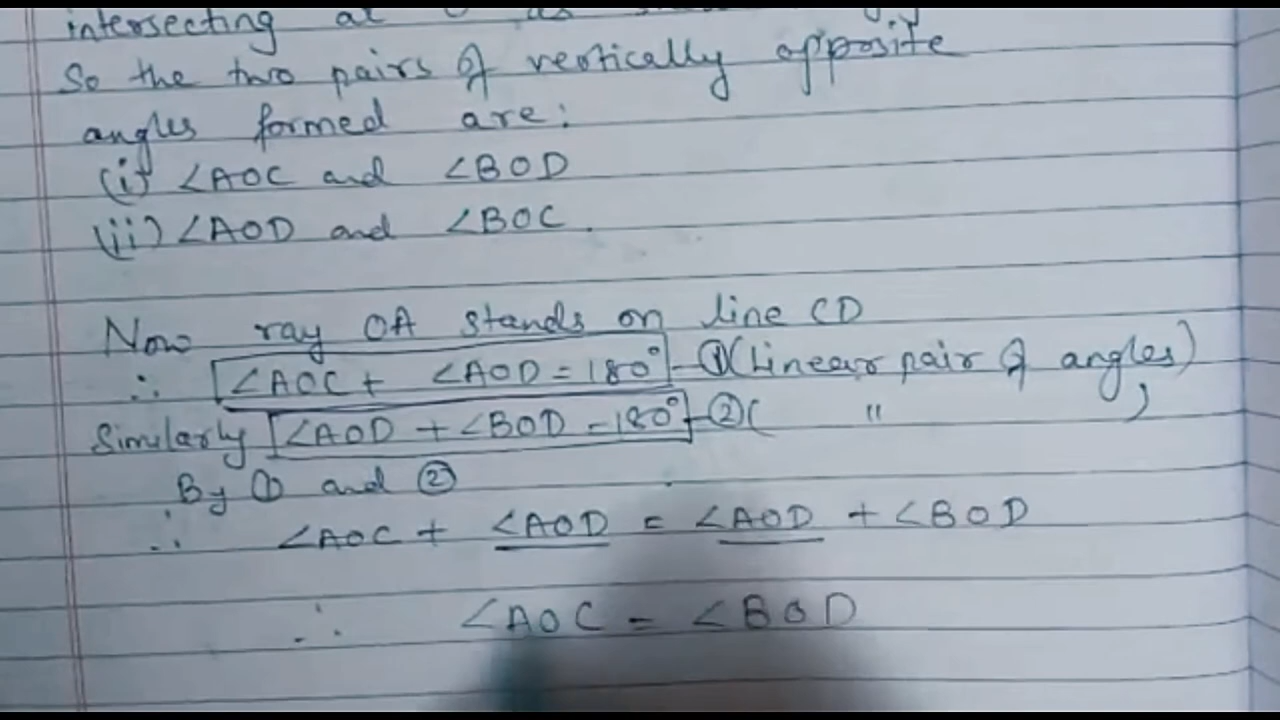 intersecting at O as
So the two pairs of vertically opposite
angles formed are:
(i) ∠AOC and ∠BOD
(ii) ∠AOD and ∠BOC.
Now ray OA stands on line CD
∴ ∠AOC + ∠AOD = 180° - ① (Linear pair of angles)
Similarly ∠AOD + ∠BOD = 180° - ② ( " )
By ① and ②
∴ ∠AOC + ∠AOD = ∠AOD + ∠BOD
∴ ∠AOC = ∠BOD